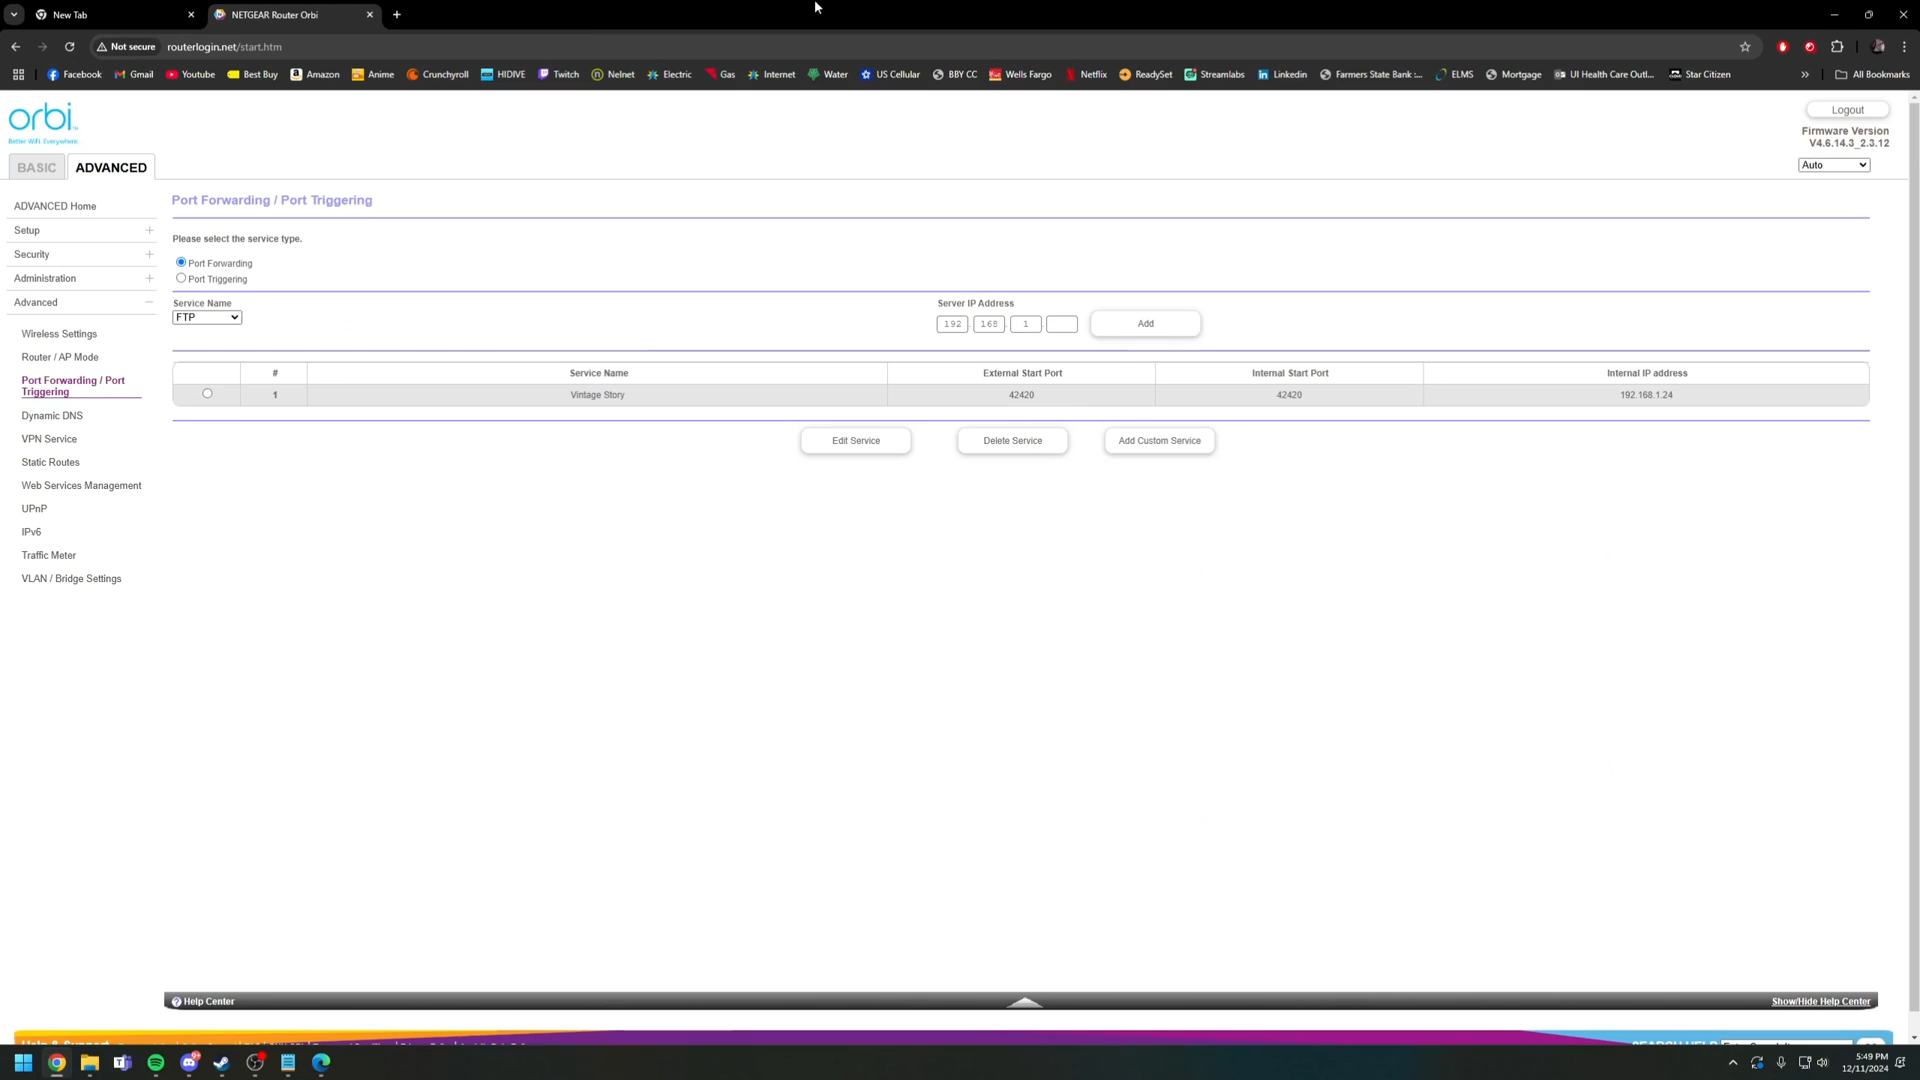 New Tab
NETGEAR Router Orbi
Not secure routerlogin.net/start.htm
Facebook Gmail Youtube Best Buy Amazon Anime Crunchyroll HIDIVE Twitch Nelnet Electric Gas Internet Water US Cellular BBY CC Wells Fargo Netflix ReadySet Streamlabs Linkedin Farmers State Bank :... ELMS Mortgage UI Health Care Outl... Star Citizen » All Bookmarks
orbi
Better WiFi. Everywhere.
Logout
Firmware Version
V4.6.14.3_2.3.12
Auto
BASIC ADVANCED
ADVANCED Home
Setup
Security
Administration
Advanced
Wireless Settings
Router / AP Mode
Port Forwarding / Port
Triggering
Dynamic DNS
VPN Service
Static Routes
Web Services Management
UPnP
IPv6
Traffic Meter
VLAN / Bridge Settings
Port Forwarding / Port Triggering
Please select the service type.
Port Forwarding
Port Triggering
Service Name Server IP Address
FTP 192 . 168 . 1 . Add
# Service Name External Start Port Internal Start Port Internal IP address
1 Vintage Story 42420 42420 192.168.1.24
Edit Service Delete Service Add Custom Service
Help Center Show/Hide Help Center
5:49 PM
12/11/2024